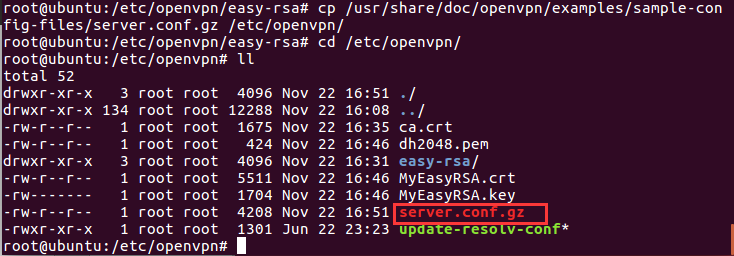 root@ubuntu:/etc/openvpn/easy-rsa# cp /usr/share/doc/openvpn/examples/sample-con
fig-files/server.conf.gz /etc/openvpn/
root@ubuntu:/etc/openvpn/easy-rsa# cd /etc/openvpn/
root@ubuntu:/etc/openvpn# ll
total 52
drwxr-xr-x   3 root root  4096 Nov 22 16:51 ./
drwxr-xr-x 134 root root 12288 Nov 22 16:08 ../
-rw-r--r--   1 root root  1675 Nov 22 16:35 ca.crt
-rw-r--r--   1 root root   424 Nov 22 16:46 dh2048.pem
drwxr-xr-x   3 root root  4096 Nov 22 16:31 easy-rsa/
-rw-r--r--   1 root root  5511 Nov 22 16:46 MyEasyRSA.crt
-rw-------   1 root root  1704 Nov 22 16:46 MyEasyRSA.key
-rw-r--r--   1 root root  4208 Nov 22 16:51 server.conf.gz
-rwxr-xr-x   1 root root  1301 Jun 22 23:23 update-resolv-conf*
root@ubuntu:/etc/openvpn#